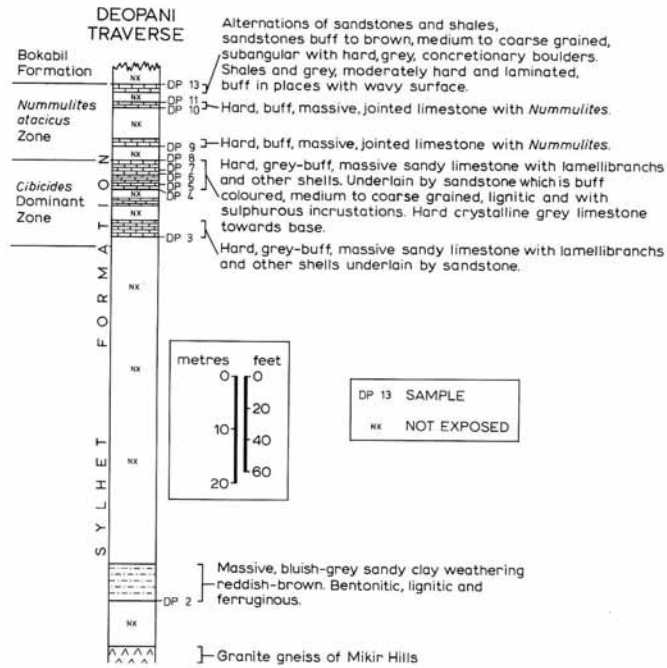 DEOPANI
TRAVERSE
Bokabil
Formation
Nummulites
atacicus
Zone
Cibicides
Dominant
Zone
SYLHET FORMATION
NX
DP 13
NX
DP 11
DP 10
NX
DP 9
NX
DP 8
DP 7
DP 6
DP 5
DP 4
NX
DP 3
NX
NX
NX
DP 2
NX
Alternations of sandstones and shales,
sandstones buff to brown, medium to coarse grained,
subangular with hard, grey, concretionary boulders.
Shales and grey, moderately hard and laminated,
buff in places with wavy surface.
Hard, buff, massive, jointed limestone with Nummulites.
Hard, buff, massive, jointed limestone with Nummulites.
Hard, grey-buff, massive sandy limestone with lamellibranchs
and other shells. Underlain by sandstone which is buff
coloured, medium to coarse grained, lignitic and with
sulphurous incrustations. Hard crystalline grey limestone
towards base.
Hard, grey-buff, massive sandy limestone with lamellibranchs
and other shells underlain by sandstone.
metres feet
0 0
20
10
40
60
20
DP 13 SAMPLE
NX NOT EXPOSED
Massive, bluish-grey sandy clay weathering
reddish-brown. Bentonitic, lignitic and
ferruginous.
Granite gneiss of Mikir Hills